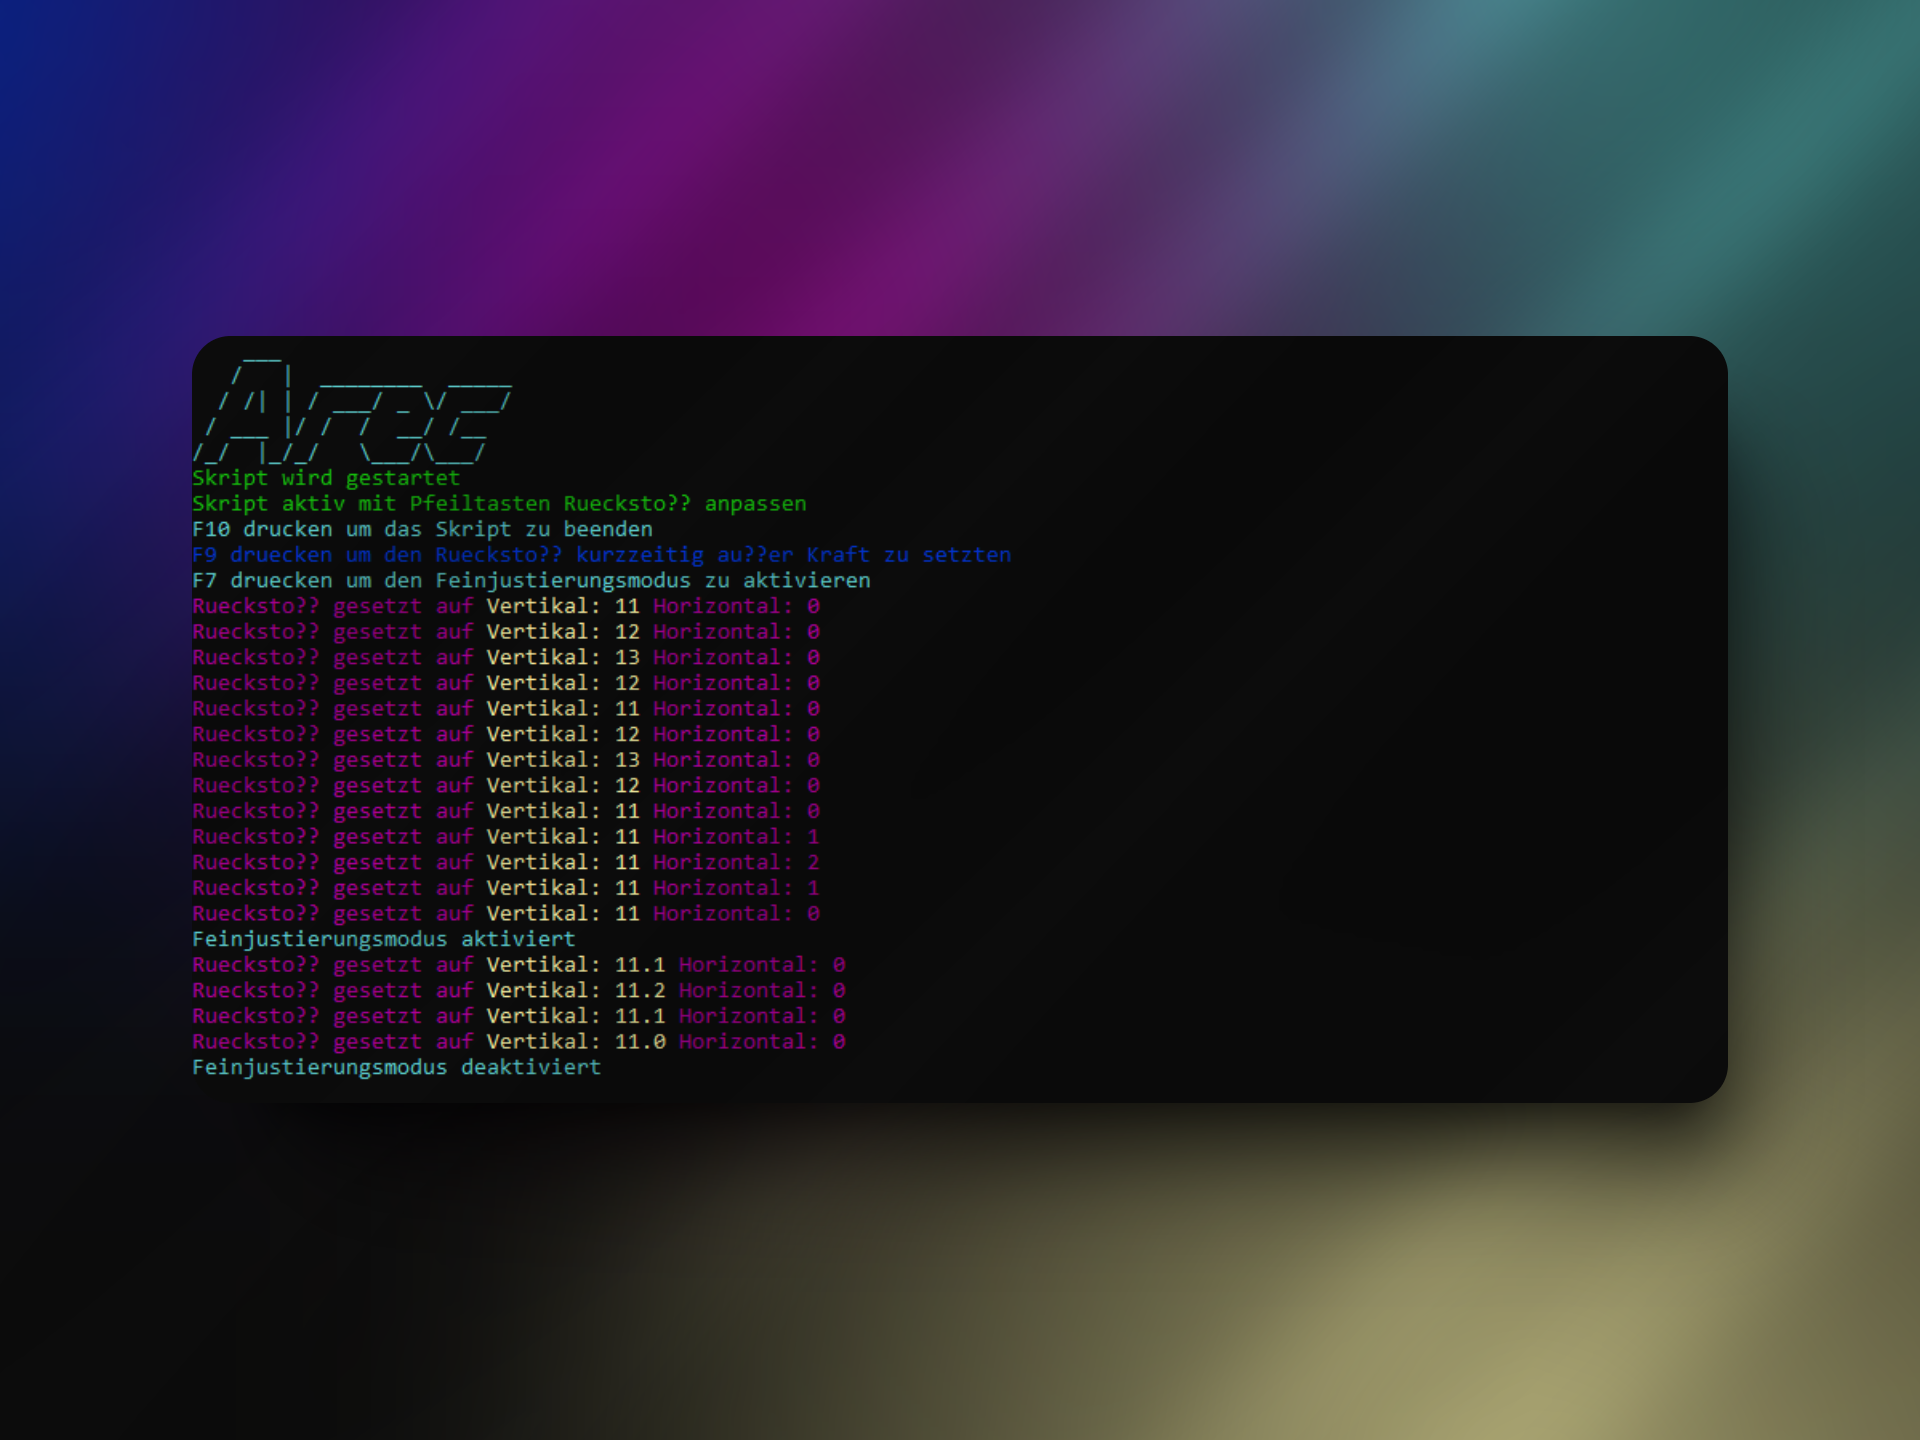 Arec
Skript wird gestartet
Skript aktiv mit Pfeiltasten Ruecksto?? anpassen
F10 drucken um das Skript zu beenden
F9 druecken um den Ruecksto?? kurzzeitig au??er Kraft zu setzten
F7 druecken um den Feinjustierungsmodus zu aktivieren
Ruecksto?? gesetzt auf Vertikal: 11 Horizontal: 0
Ruecksto?? gesetzt auf Vertikal: 12 Horizontal: 0
Ruecksto?? gesetzt auf Vertikal: 13 Horizontal: 0
Ruecksto?? gesetzt auf Vertikal: 12 Horizontal: 0
Ruecksto?? gesetzt auf Vertikal: 11 Horizontal: 0
Ruecksto?? gesetzt auf Vertikal: 12 Horizontal: 0
Ruecksto?? gesetzt auf Vertikal: 13 Horizontal: 0
Ruecksto?? gesetzt auf Vertikal: 12 Horizontal: 0
Ruecksto?? gesetzt auf Vertikal: 11 Horizontal: 0
Ruecksto?? gesetzt auf Vertikal: 11 Horizontal: 1
Ruecksto?? gesetzt auf Vertikal: 11 Horizontal: 2
Ruecksto?? gesetzt auf Vertikal: 11 Horizontal: 1
Ruecksto?? gesetzt auf Vertikal: 11 Horizontal: 0
Feinjustierungsmodus aktiviert
Ruecksto?? gesetzt auf Vertikal: 11.1 Horizontal: 0
Ruecksto?? gesetzt auf Vertikal: 11.2 Horizontal: 0
Ruecksto?? gesetzt auf Vertikal: 11.1 Horizontal: 0
Ruecksto?? gesetzt auf Vertikal: 11.0 Horizontal: 0
Feinjustierungsmodus deaktiviert